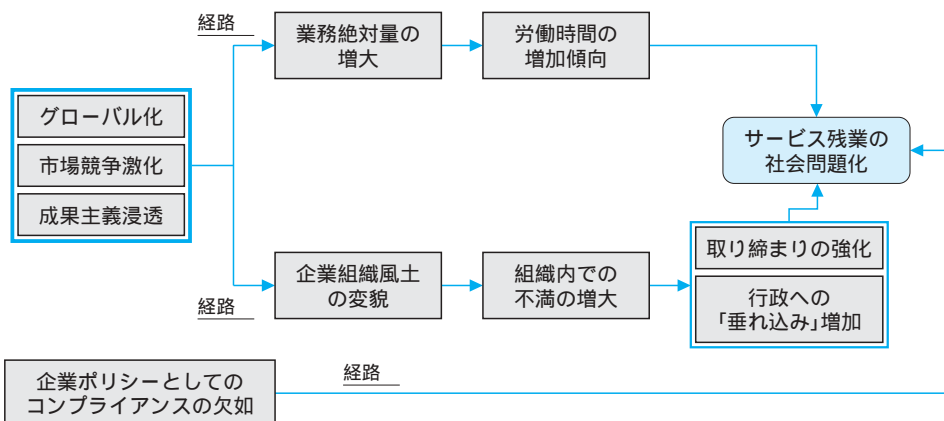 経路
業務絶対量の
増大
労働時間の
増加傾向
グローバル化
市場競争激化
成果主義浸透
サービス残業の
社会問題化
企業組織風土
の変貌
組織内での
不満の増大
取り締まりの強化
行政への
「垂れ込み」増加
経路
企業ポリシーとしての
コンプライアンスの欠如
経路